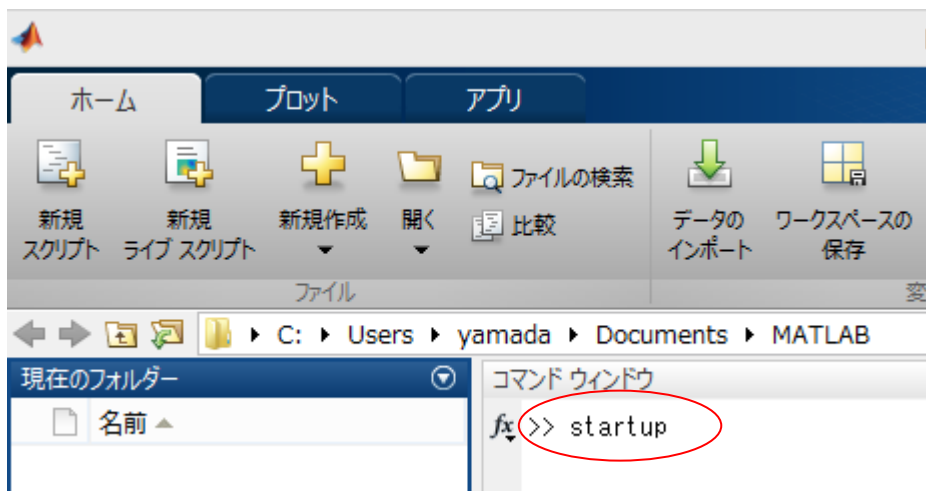 ホーム プロット アプリ
新規
スクリプト
新規
ライブ スクリプト
新規作成
開く
ファイルの検索
比較
データの
インポート
ワークスペースの
保存
ファイル
変
C: Users yamada Documents MATLAB
現在のフォルダー
名前
コマンド ウィンドウ
fx >> startup